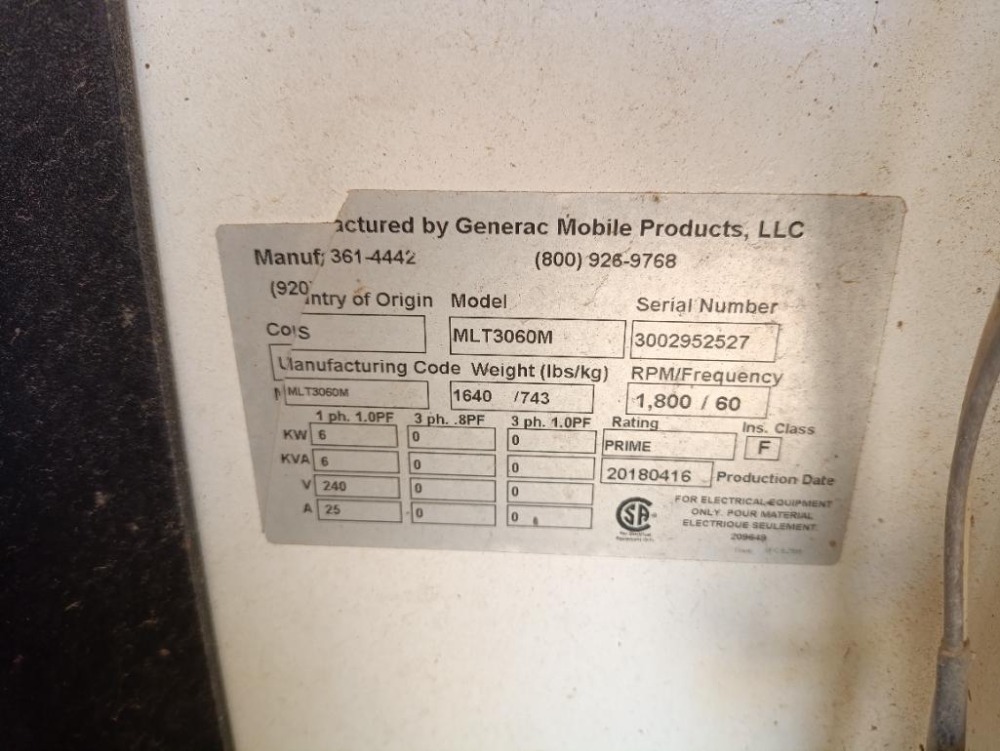 actured by Generac Mobile Products, LLC
Manuf 361-4442 (800) 926-9768
(920
ntry of Origin Model Serial Number
Co S MLT3060M 3002952527
Manufacturing Code Weight (lbs/kg) RPM/Frequency
MLT3060M 1640 /743 1,800 / 60
1 ph. 1.0PF 3 ph. .8PF 3 ph. 1.0PF Rating Ins. Class
KW 6 0 0 PRIME F
KVA 6 0 0 20180416 Production Date
V 240 0 0
A 25 0 0
SA
FOR ELECTRICAL EQUIPMENT
ONLY. POUR MATERIAL
ELECTRIQUE SEULEMENT
209649